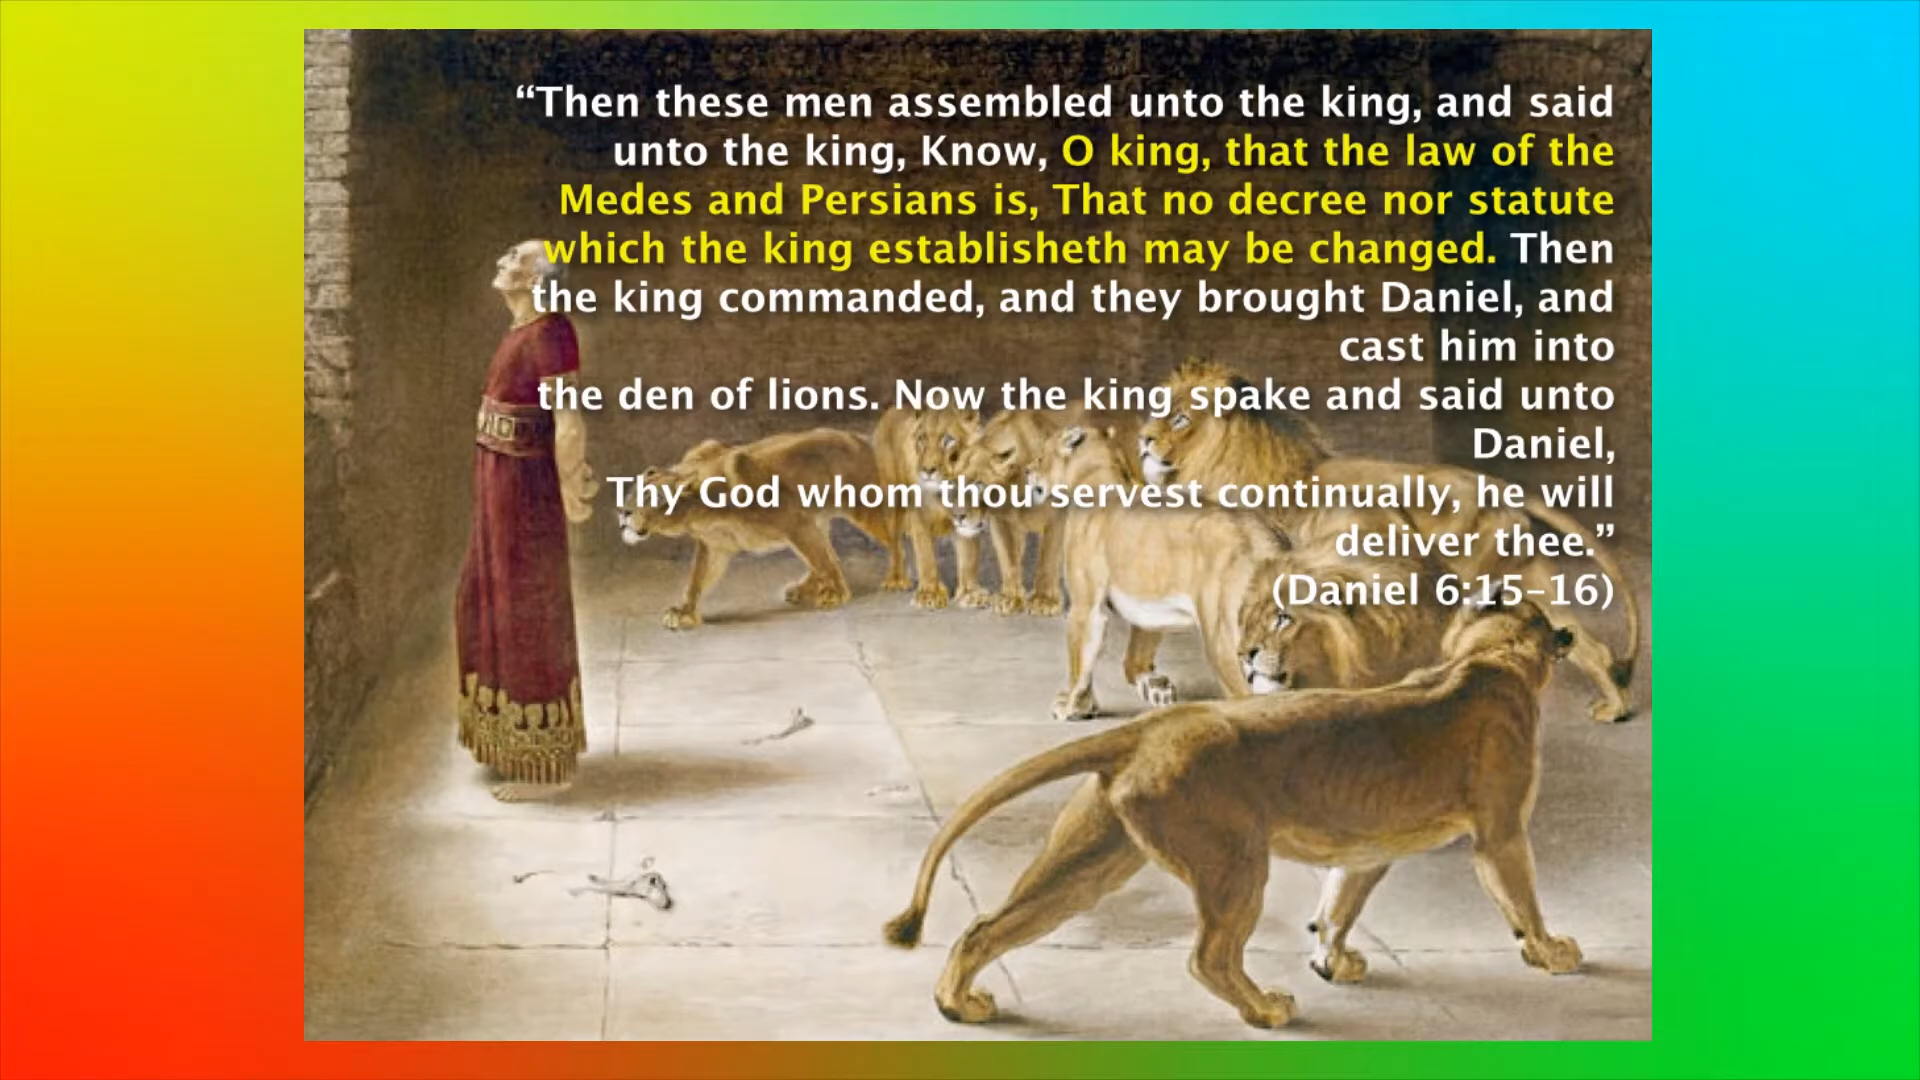 “Then these men assembled unto the king, and said
unto the king, Know, O king, that the law of the
Medes and Persians is, That no decree nor statute
which the king establisheth may be changed. Then
the king commanded, and they brought Daniel, and
cast him into
the den of lions. Now the king spake and said unto
Daniel,
Thy God whom thou servest continually, he will
deliver thee.”
(Daniel 6:15–16)